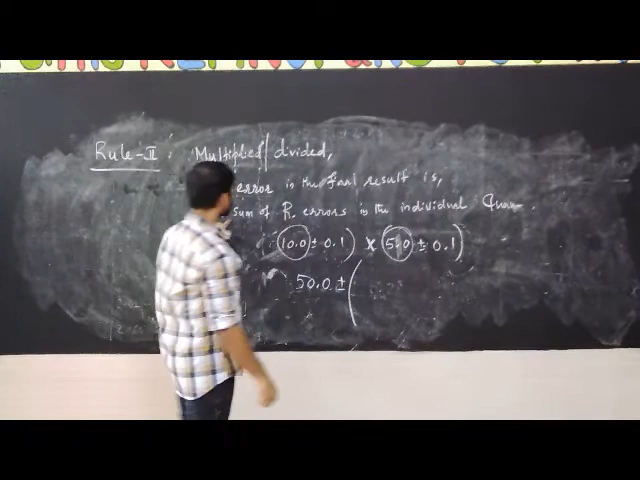 Rule-II : Multiplied/divided,
error in the final result is,
sum of R. errors in the individual Quan.
(10.0 ± 0.1) x (5.0 ± 0.1)
50.0 ± (